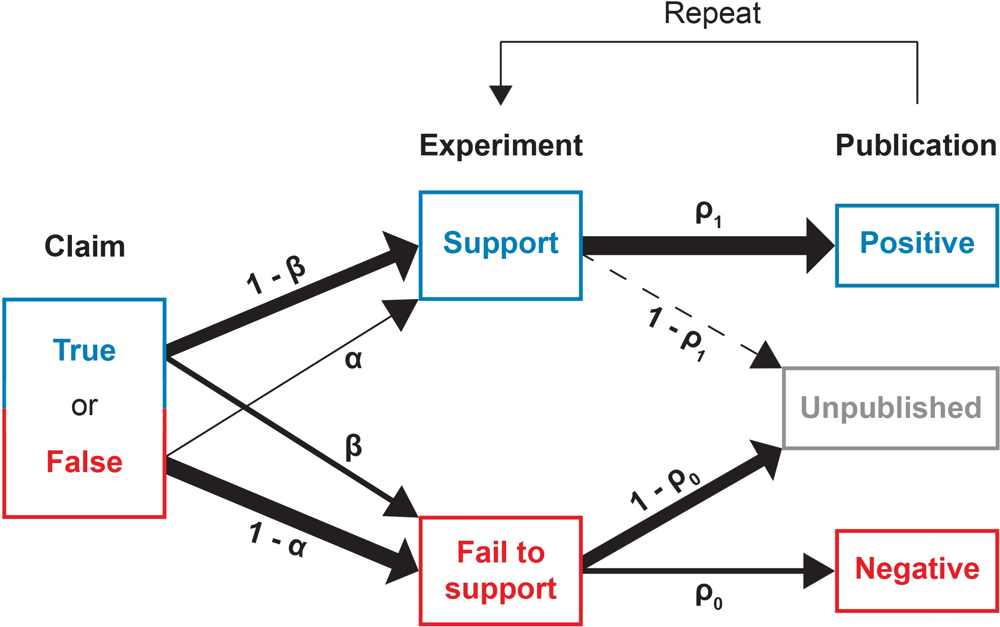 Repeat
Experiment
Publication
Claim
True
or
False
1 - β
α
β
1 - α
Support
Fail to
support
ρ₁
1 - ρ₁
1 - ρ₀
ρ₀
Positive
Unpublished
Negative